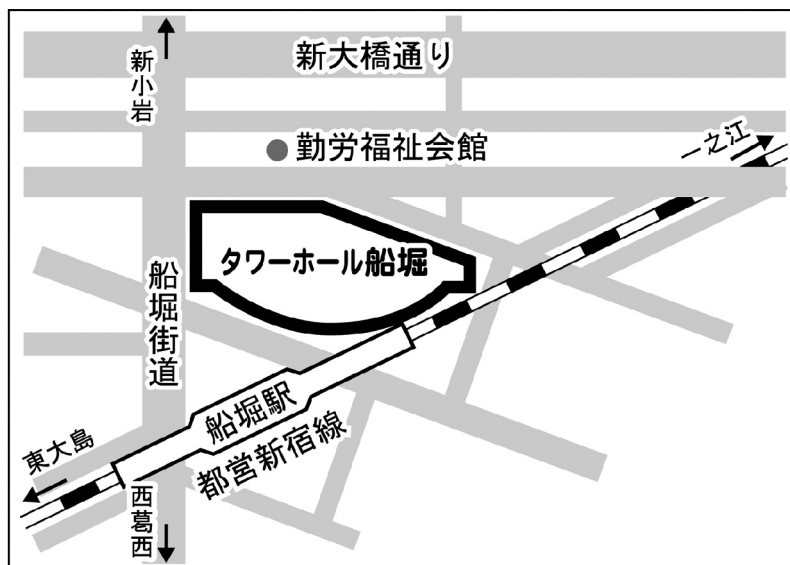 新小岩
新大橋通り
勤労福祉会館
一之江
タワーホール船堀
船堀街道
船堀駅
都営新宿線
東大島
西葛西